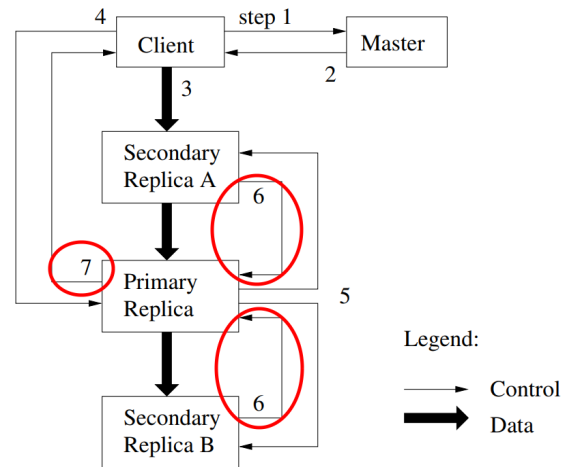 4
step 1
Client
Master
2
3
Secondary
Replica A
6
7
Primary
Replica
5
Legend:
Control
6
Secondary
Replica B
Data